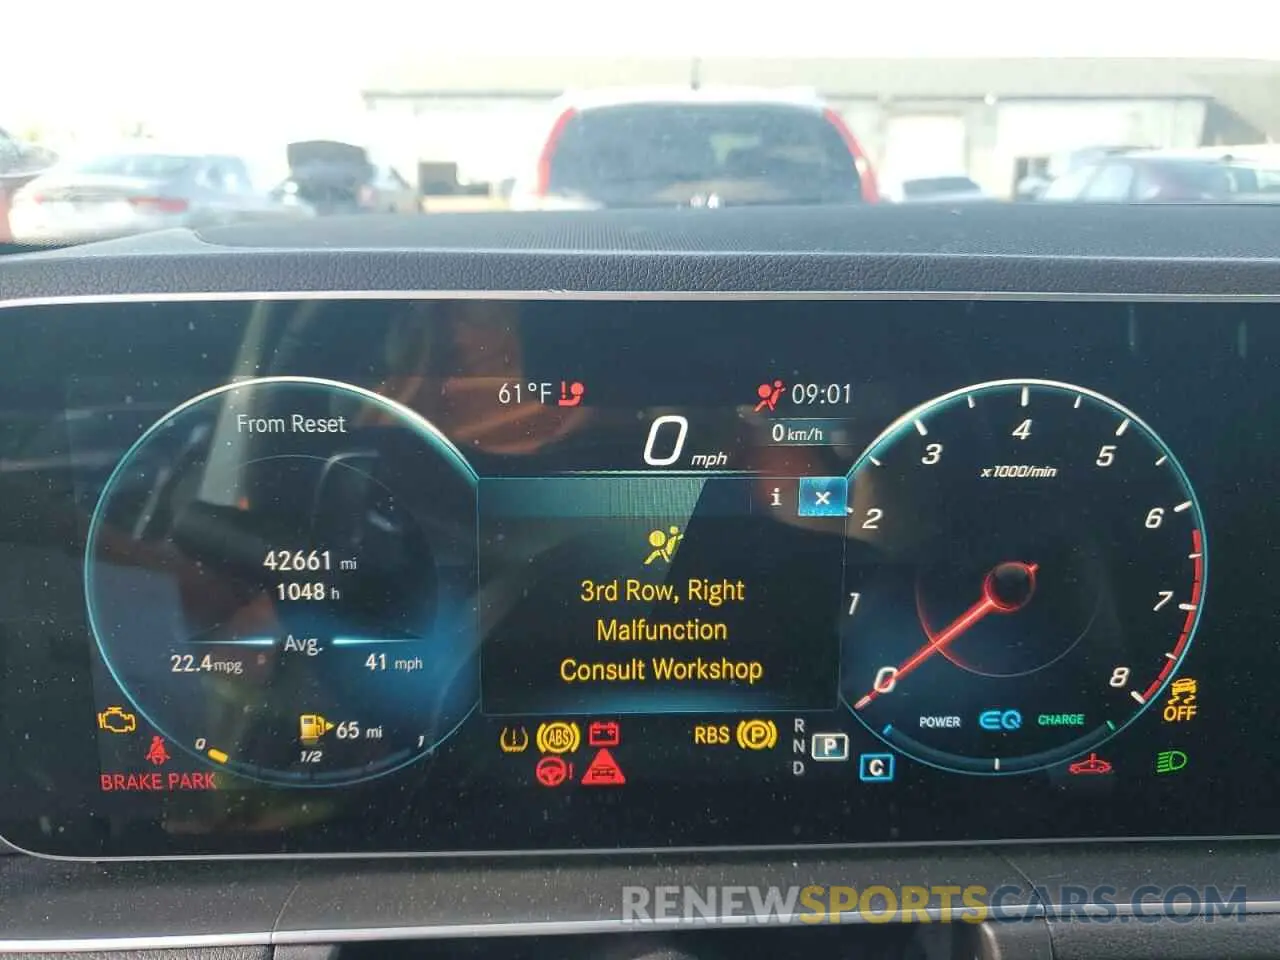 61°F
09:01
0 mph
0 km/h
From Reset
42661 mi
1048 h
Avg.
22.4mpg
41 mph
65 mi
0
1/2
1
i
3rd Row, Right
Malfunction
Consult Workshop
x1000/min
0
1
2
3
4
5
6
7
8
POWER EQ CHARGE
OFF
BRAKE PARK
ABS
RBS
P
R
N
D
P
C
RENEWSPORTSCARS.COM